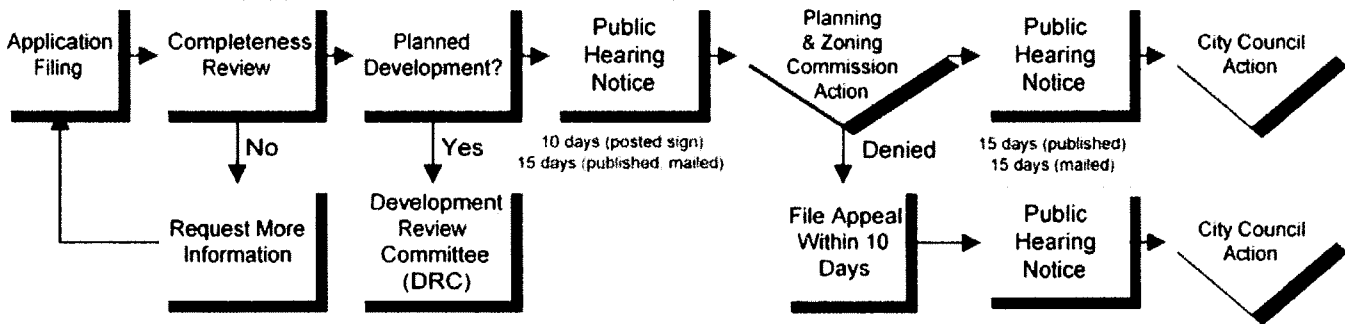 Application
Filing
Completeness
Review
Planned
Development?
Public
Hearing
Notice
Planning
& Zoning
Commission
Action
Public
Hearing
Notice
City Council
Action
No
Yes
10 days (posted sign)
15 days (published, mailed)
Denied
15 days (published)
15 days (mailed)
Request More
Information
Development
Review
Committee
(DRC)
File Appeal
Within 10
Days
Public
Hearing
Notice
City Council
Action